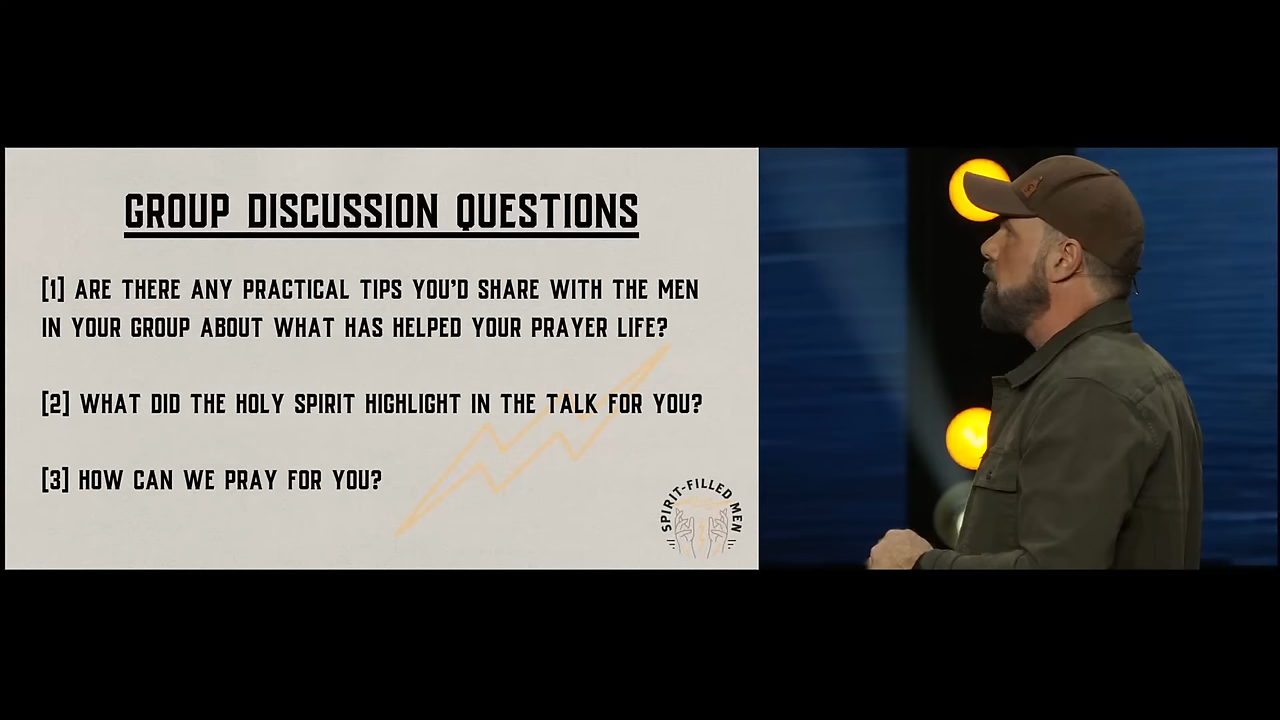 GROUP DISCUSSION QUESTIONS
[1] ARE THERE ANY PRACTICAL TIPS YOU'D SHARE WITH THE MEN
IN YOUR GROUP ABOUT WHAT HAS HELPED YOUR PRAYER LIFE?
[2] WHAT DID THE HOLY SPIRIT HIGHLIGHT IN THE TALK FOR YOU?
[3] HOW CAN WE PRAY FOR YOU?
SPIRIT-FILLED MEN